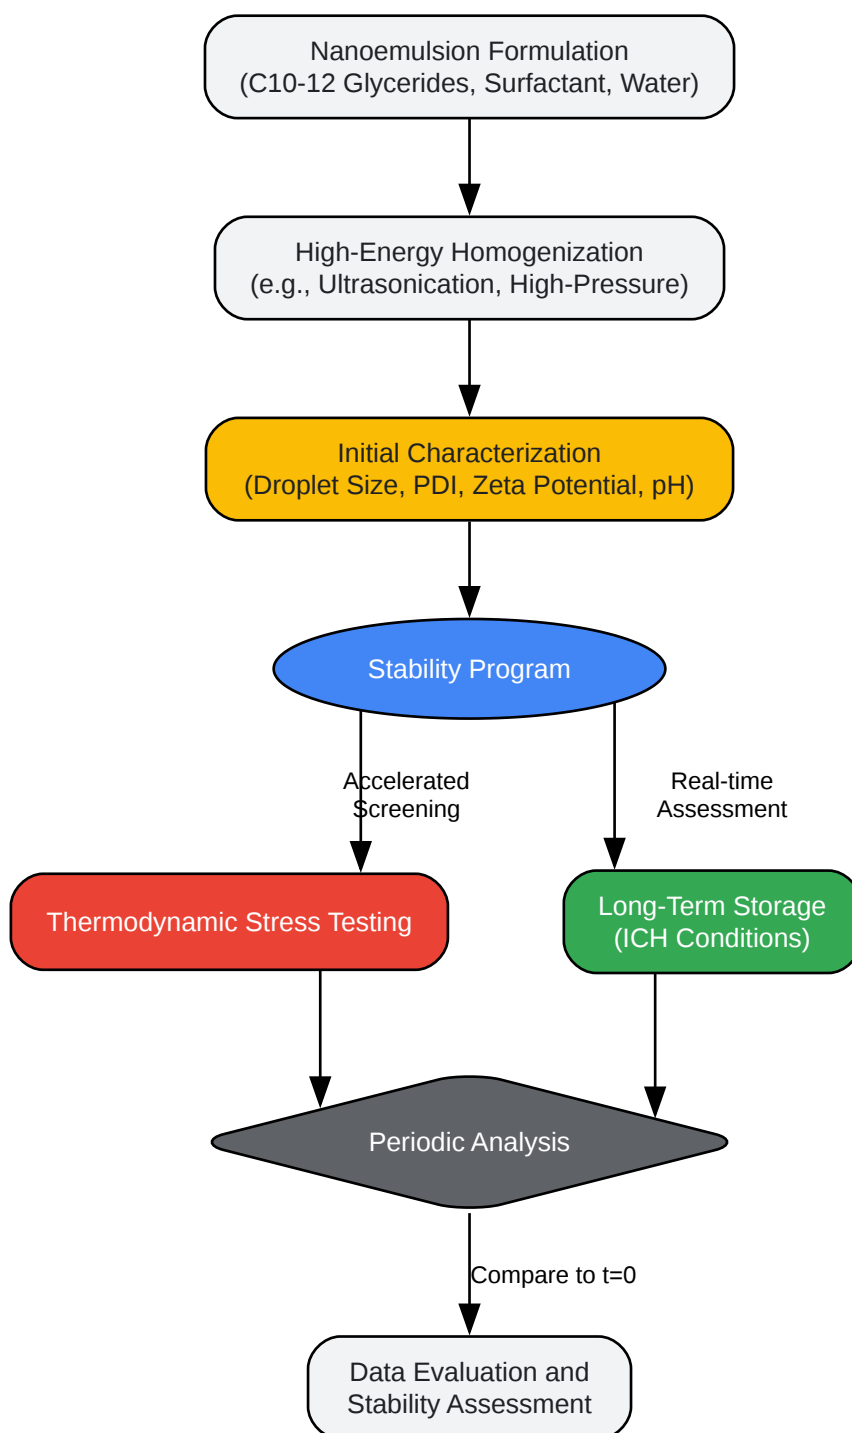 Nanoemulsion Formulation
(C10-12 Glycerides, Surfactant, Water)
High-Energy Homogenization
(e.g., Ultrasonication, High-Pressure)
Initial Characterization
(Droplet Size, PDI, Zeta Potential, pH)
Stability Program
Accelerated
Screening
Real-time
Assessment
Thermodynamic Stress Testing
Long-Term Storage
(ICH Conditions)
Periodic Analysis
Compare to t=0
Data Evaluation and
Stability Assessment